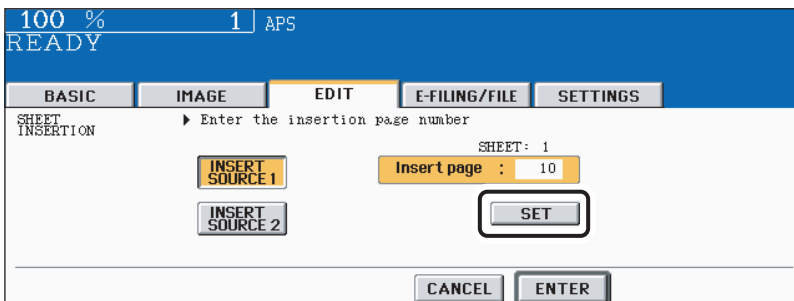 100 % 1 APS
READY
BASIC IMAGE EDIT E-FILING/FILE SETTINGS
SHEET INSERTION
▶ Enter the insertion page number
SHEET: 1
INSERT SOURCE 1
Insert page : 10
INSERT SOURCE 2
SET
CANCEL ENTER